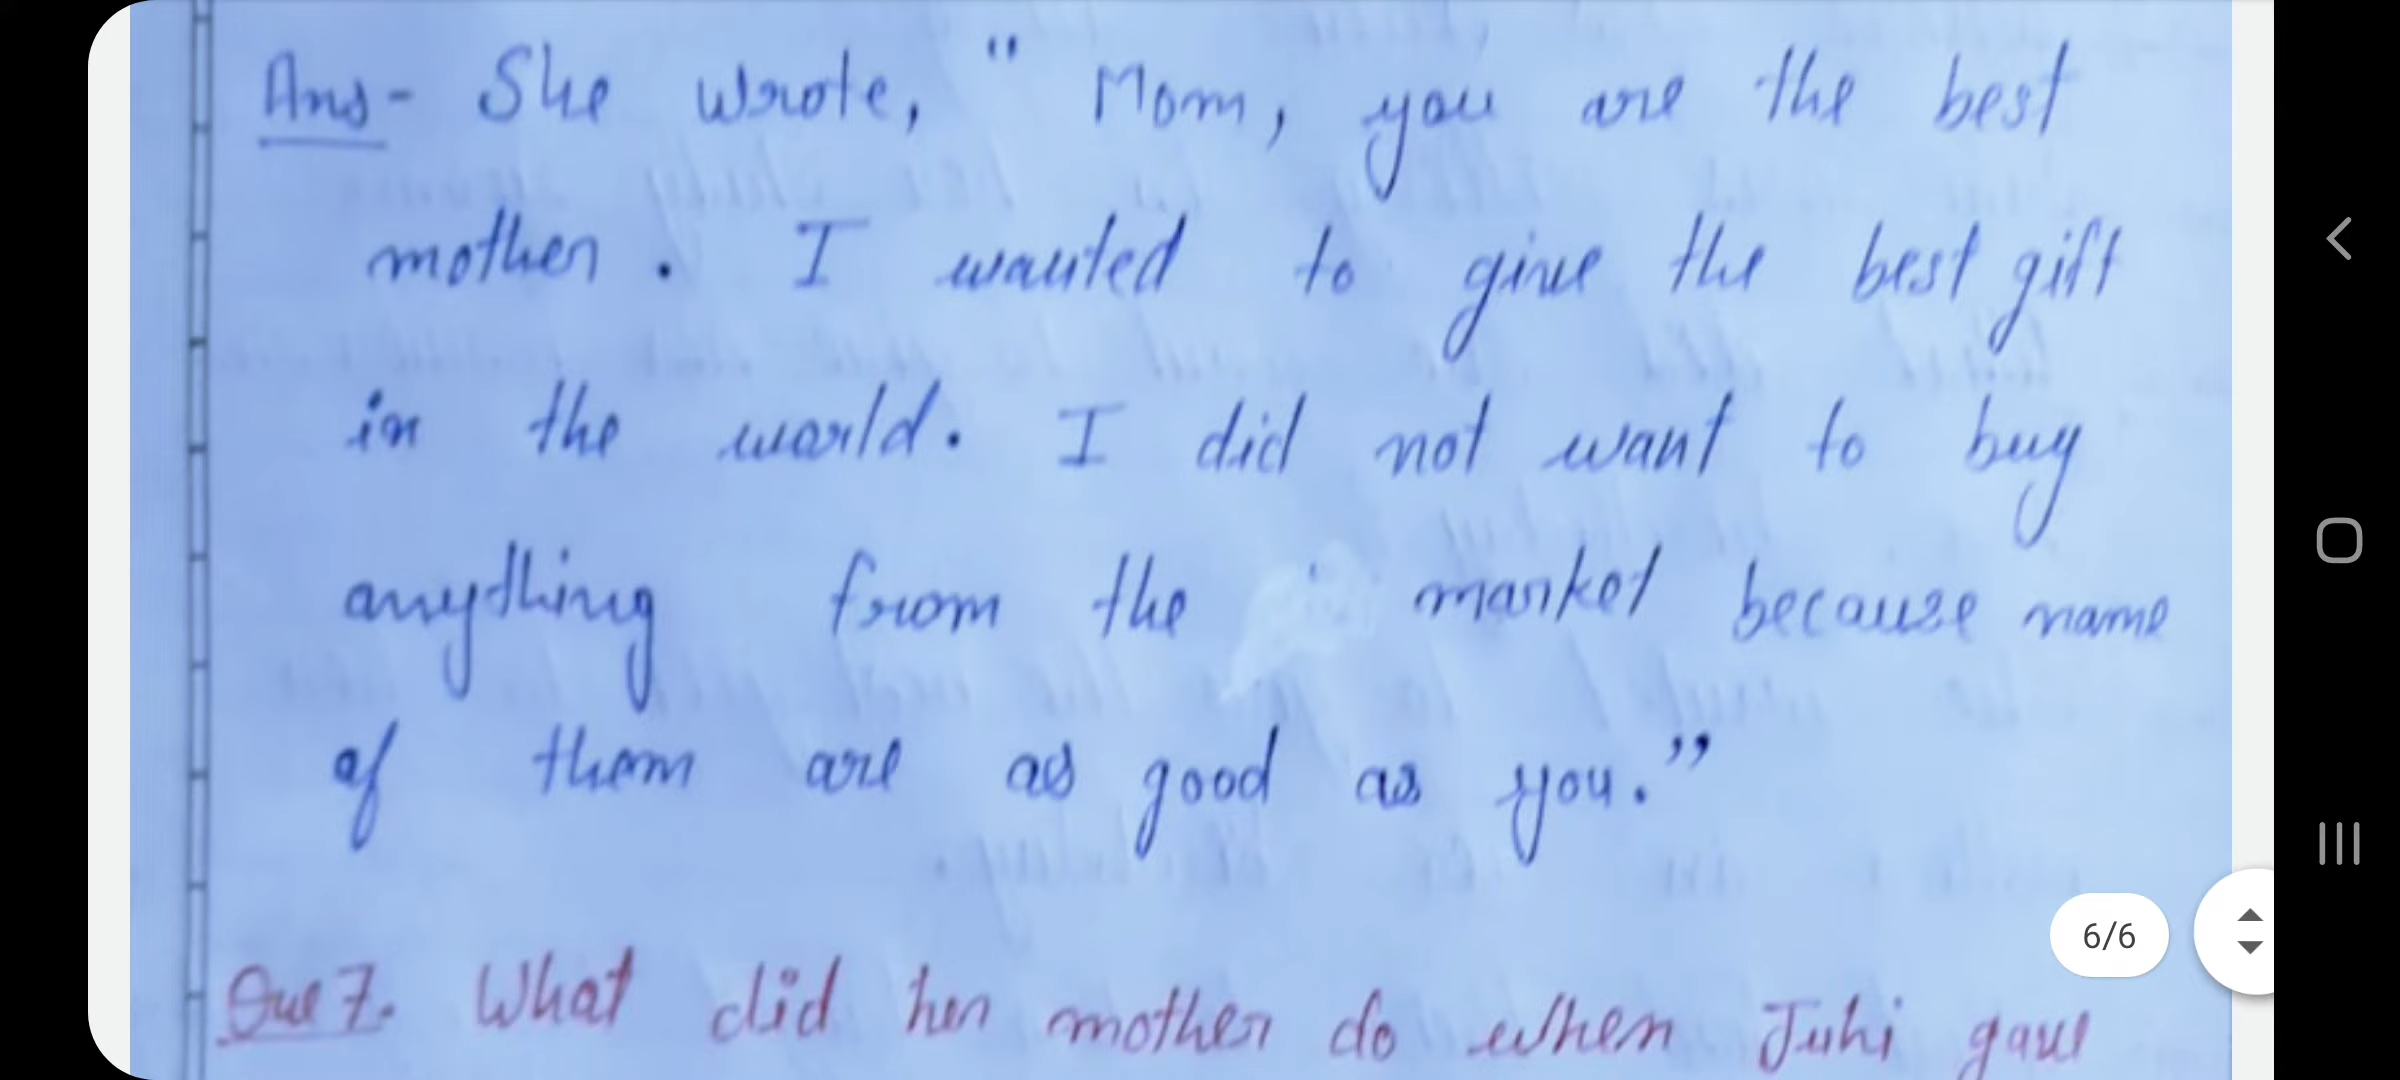 Ans- She wrote, " Mom, you are the best
mother. I wanted to give the best gift
in the world. I did not want to buy
anything from the market because name
of them are as good as you."
6/6
Que 7. What did her mother do when Juhi gave